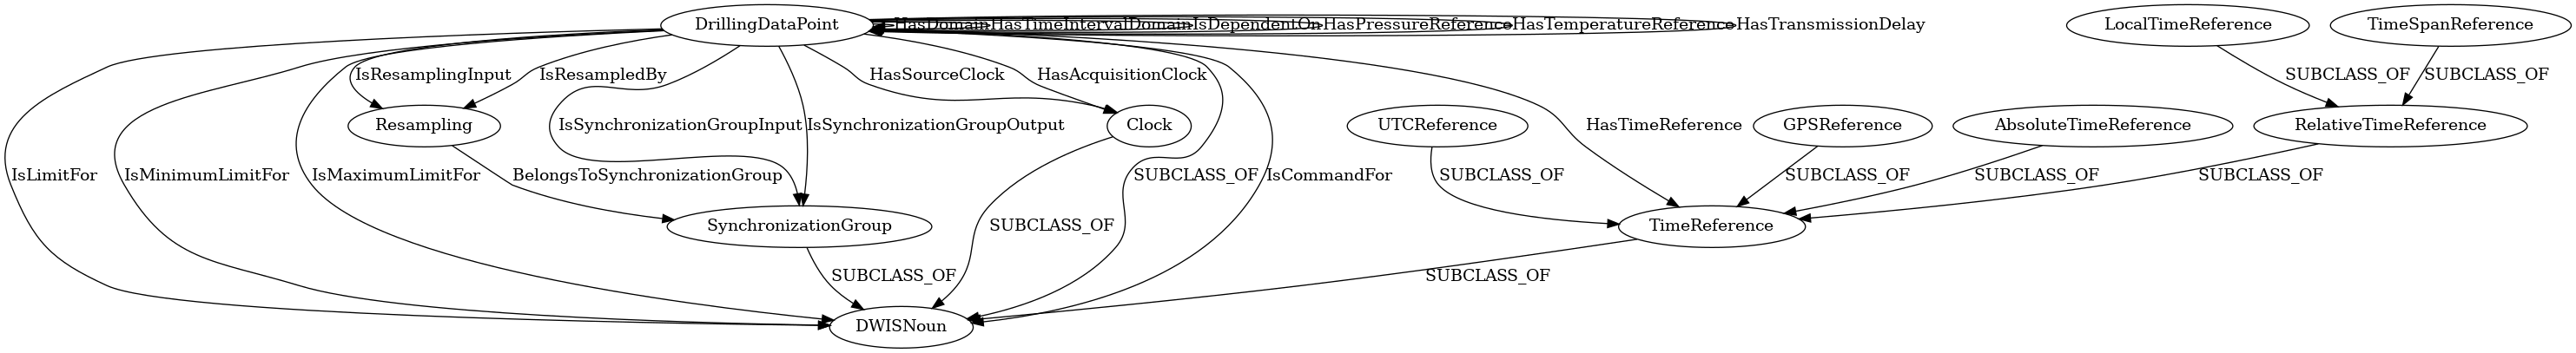 DrillingDataPoint HasDomain HasTimeIntervalDomain IsDependentOn HasPressureReference HasTemperatureReference HasTransmissionDelay LocalTimeReference TimeSpanReference
IsResamplingInput IsResampledBy HasSourceClock HasAcquisitionClock SUBCLASS_OF SUBCLASS_OF
Resampling IsSynchronizationGroupInput IsSynchronizationGroupOutput Clock UTCReference HasTimeReference GPSReference AbsoluteTimeReference RelativeTimeReference
IsLimitFor IsMinimumLimitFor IsMaximumLimitFor BelongsToSynchronizationGroup SUBCLASS_OF IsCommandFor SUBCLASS_OF SUBCLASS_OF SUBCLASS_OF SUBCLASS_OF
SynchronizationGroup SUBCLASS_OF TimeReference
SUBCLASS_OF SUBCLASS_OF
DWISNoun